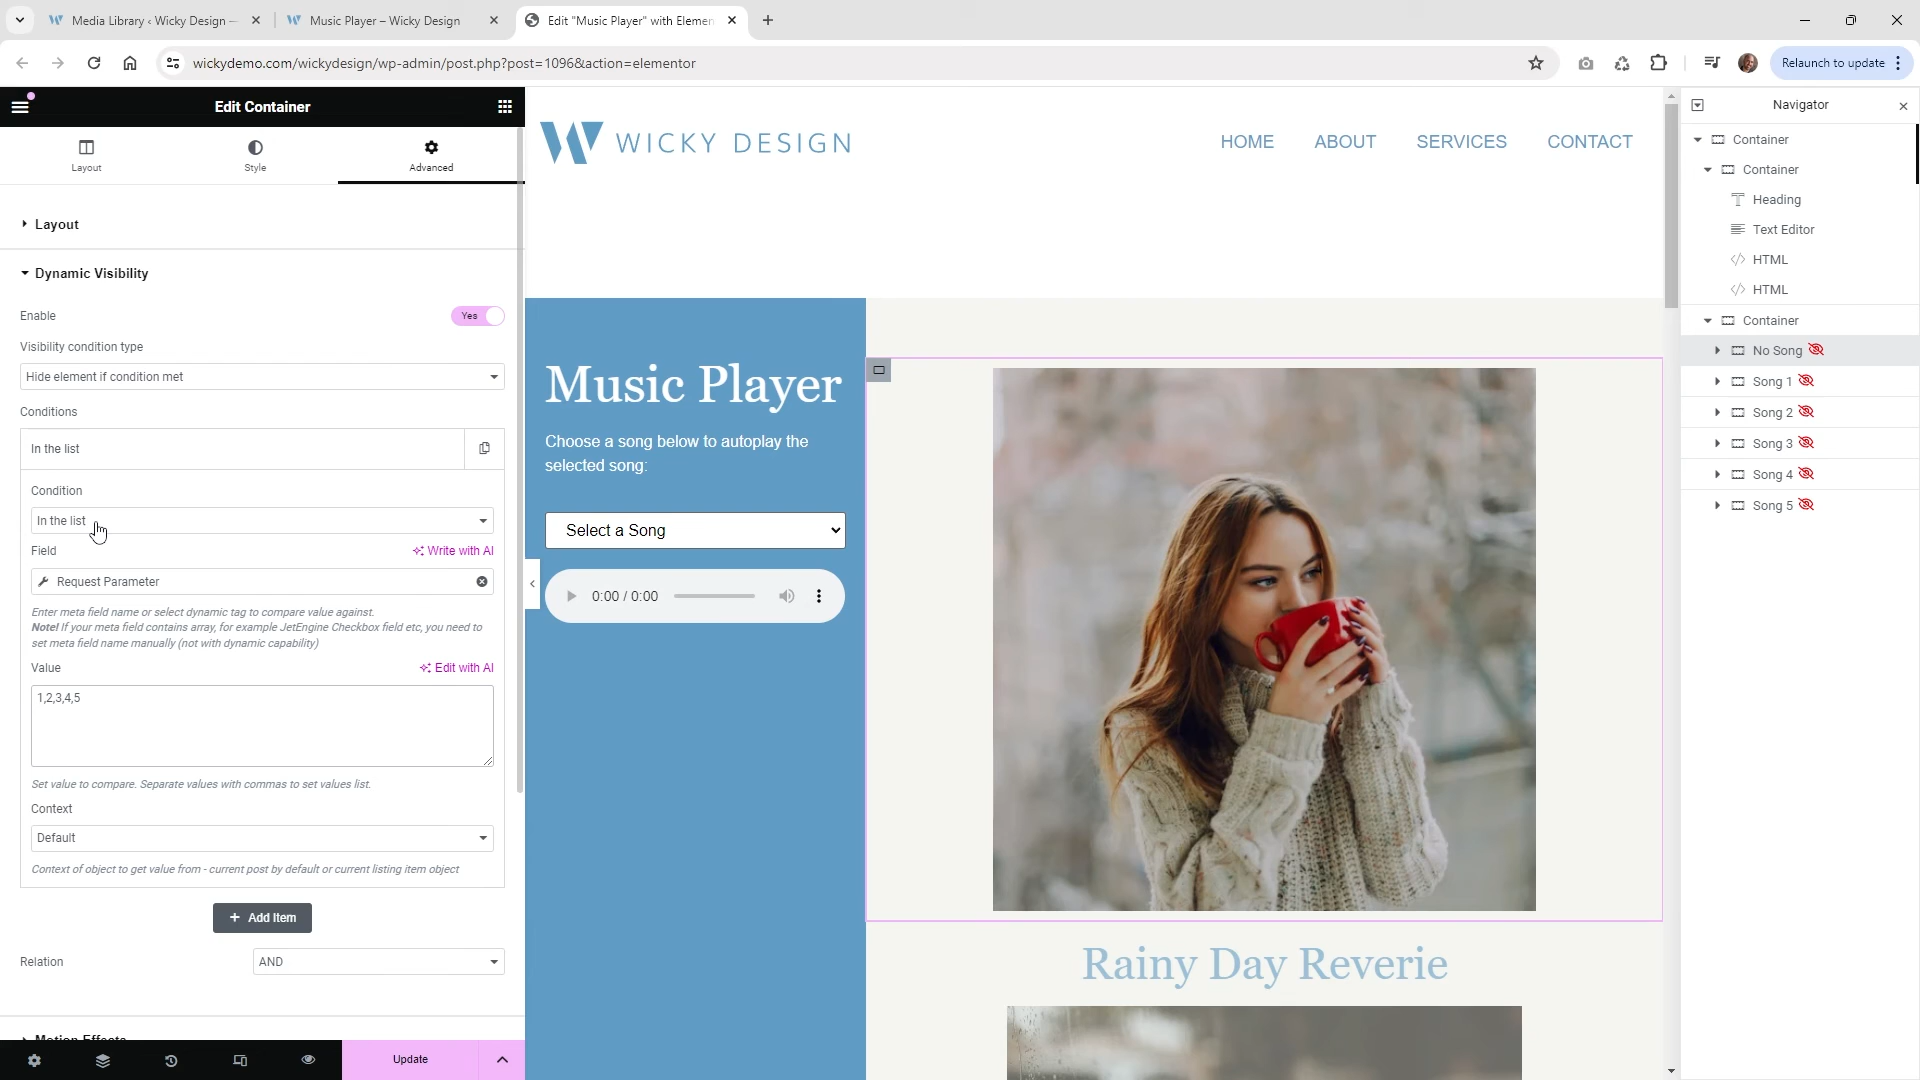 Media Library ‹ Wicky Design —
Music Player – Wicky Design
Edit "Music Player" with Elemen
wickydemo.com/wickydesign/wp-admin/post.php?post=1096&action=elementor
Relaunch to update
Edit Container
Layout
Style
Advanced
Layout
Dynamic Visibility
Enable
Yes
Visibility condition type
Hide element if condition met
Conditions
In the list
Condition
In the list
Field
Write with AI
Request Parameter
Enter meta field name or select dynamic tag to compare value against.
Note! If your meta field contains array, for example JetEngine Checkbox field etc, you need to
set meta field name manually (not with dynamic capability)
Value
Edit with AI
1,2,3,4,5
Set value to compare. Separate values with commas to set values list.
Context
Default
Context of object to get value from - current post by default or current listing item object
+ Add Item
Relation
AND
Motion Effects
Update
WICKY DESIGN
HOME
ABOUT
SERVICES
CONTACT
Music Player
Choose a song below to autoplay the
selected song:
Select a Song
0:00 / 0:00
Rainy Day Reverie
Navigator
Container
Container
Heading
Text Editor
HTML
HTML
Container
No Song
Song 1
Song 2
Song 3
Song 4
Song 5